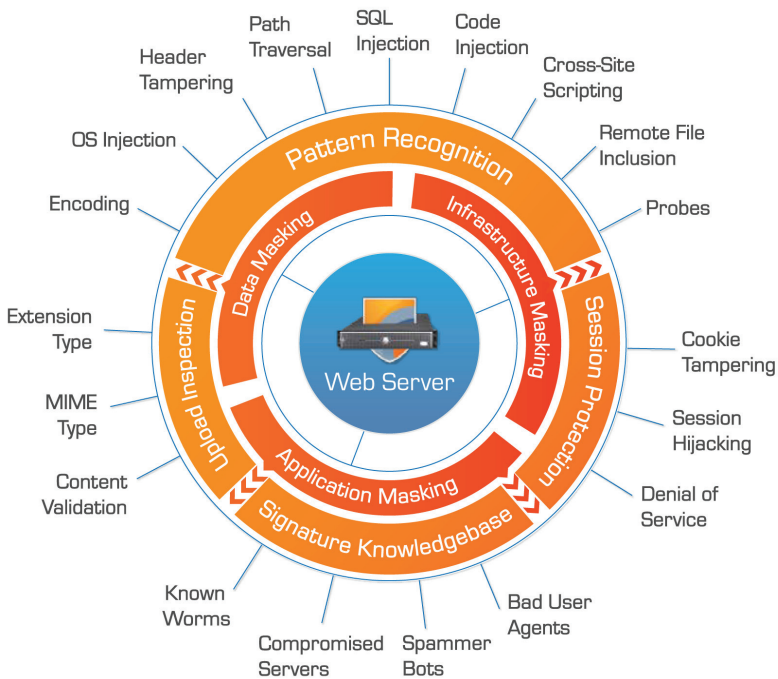 SQL
Injection
Code
Injection
Path
Traversal
Header
Tampering
Cross-Site
Scripting
OS Injection
Remote File
Inclusion
Encoding
Probes
Pattern Recognition
Data Masking
Infrastructure Masking
Extension
Type
MIME
Type
Content
Validation
Upload Inspection
Web Server
Session Protection
Cookie
Tampering
Session
Hijacking
Denial of
Service
Application Masking
Signature Knowledgebase
Known
Worms
Compromised
Servers
Spammer
Bots
Bad User
Agents